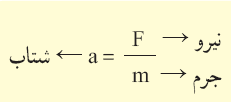 F → نیرو
شتاب ← a =
m → جرم